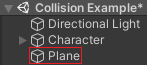 Collision Example*
Directional Light
Character
Plane